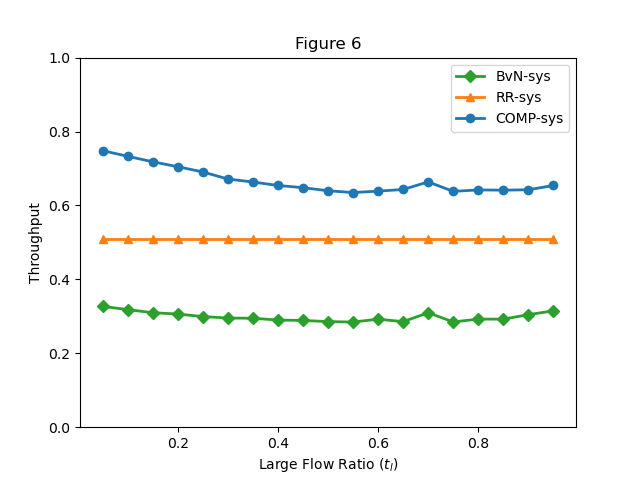 Figure 6
BvN-sys
RR-sys
COMP-sys
Throughput
1.0
0.8
0.6
0.4
0.2
0.0
0.2 0.4 0.6 0.8
Large Flow Ratio (t_l)